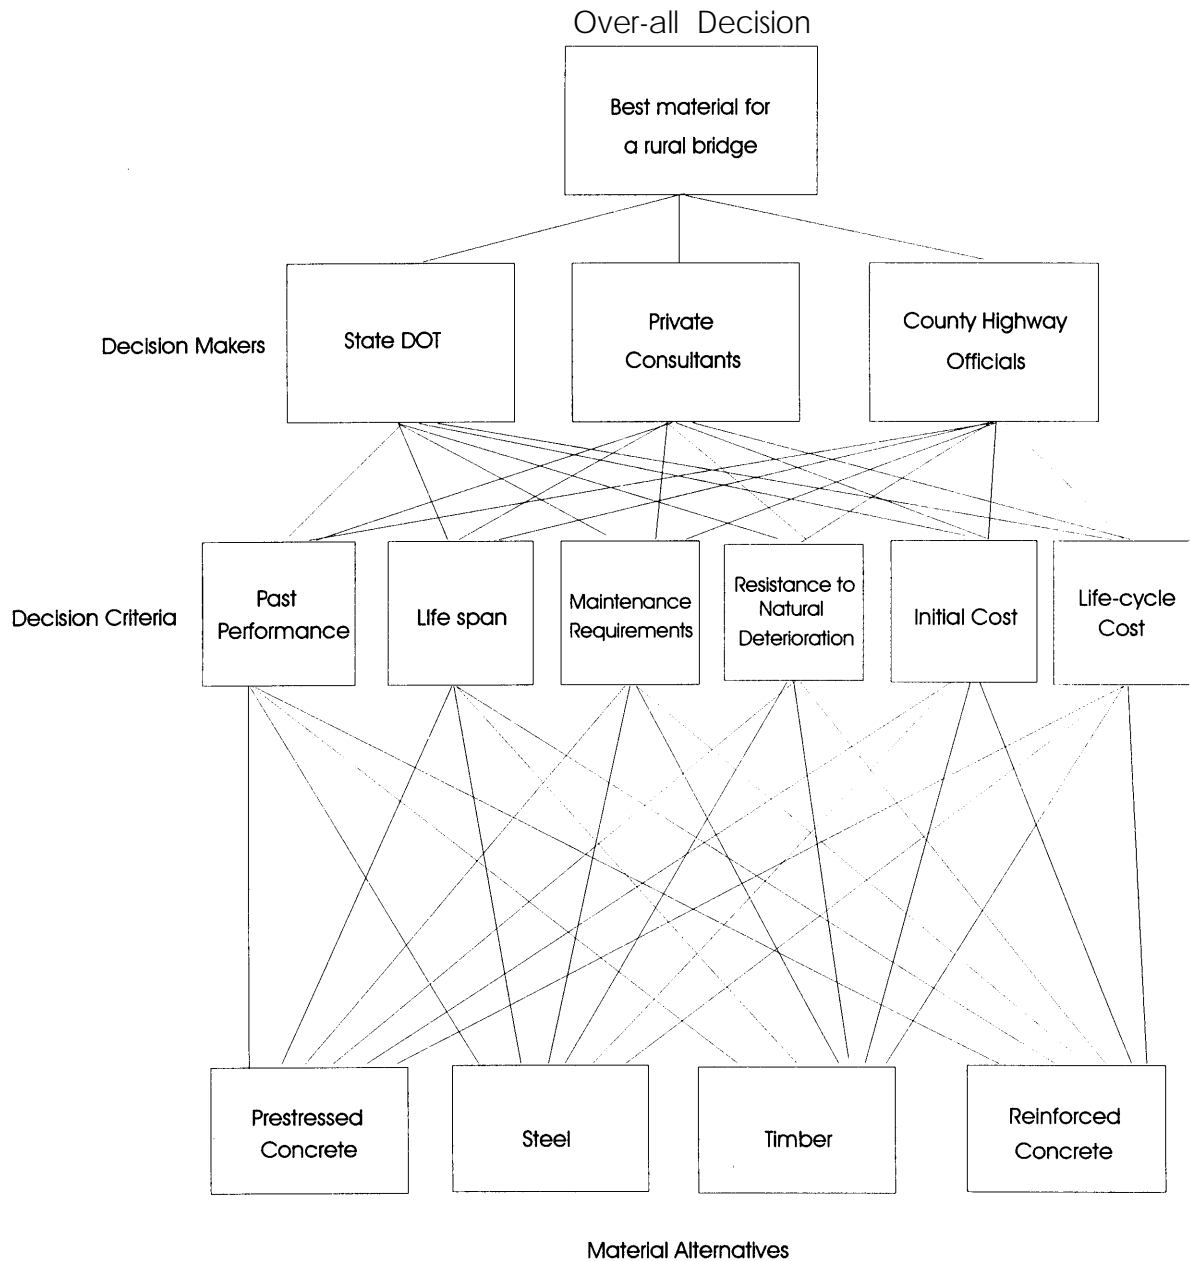 Over-all Decision
Best material for
a rural bridge
Decision Makers
State DOT
Private
Consultants
County Highway
Officials
Decision Criteria
Past
Performance
Life span
Maintenance
Requirements
Resistance to
Natural
Deterioration
Initial Cost
Life-cycle
Cost
Prestressed
Concrete
Steel
Timber
Reinforced
Concrete
Material Alternatives